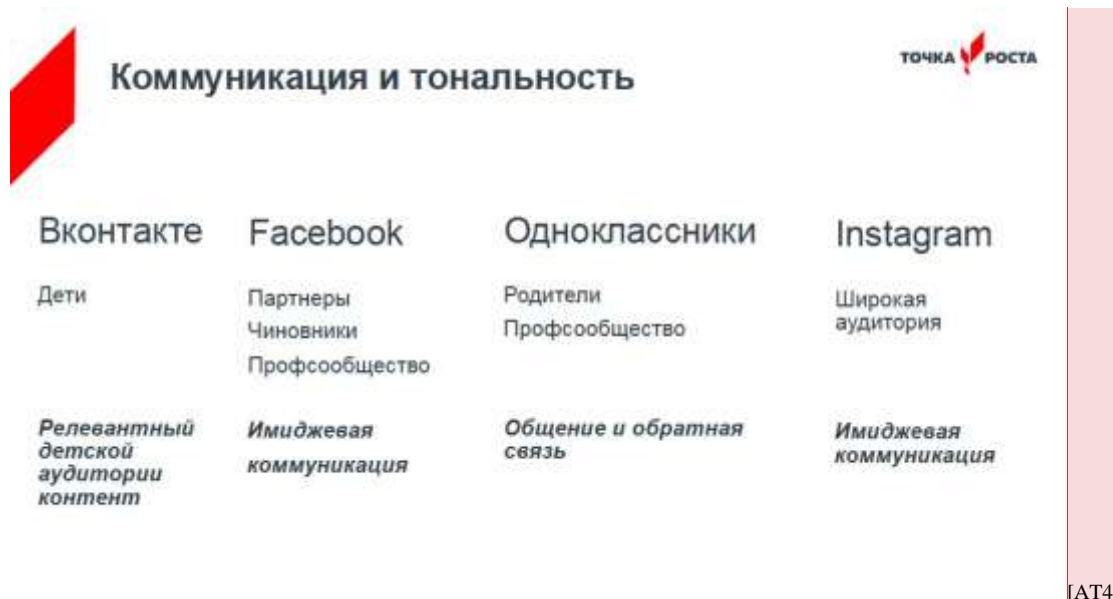 Коммуникация и тональность
ТОЧКА РОСТА
Вконтакте
Дети
Релевантный
детской
аудитории
контент
Facebook
Партнеры
Чиновники
Профсообщество
Имиджевая
коммуникация
Одноклассники
Родители
Профсообщество
Общение и обратная
связь
Instagram
Широкая
аудитория
Имиджевая
коммуникация
[AT4